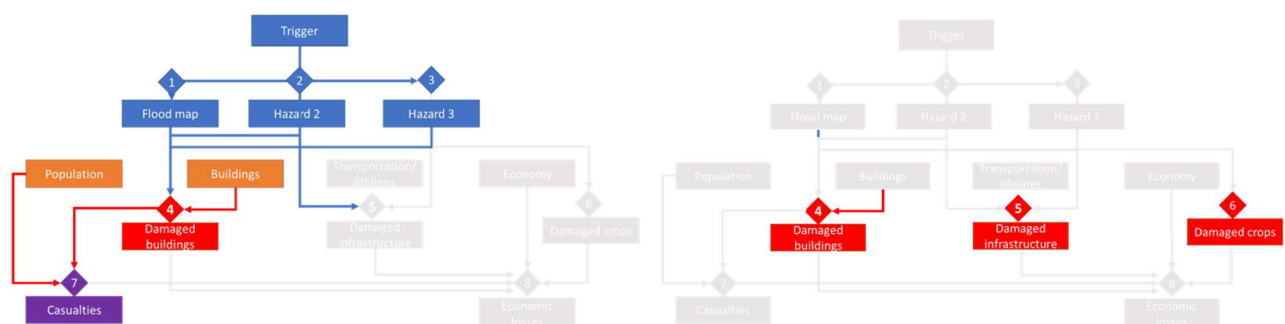 Trigger
1
2
3
Flood map
Hazard 2
Hazard 3
Population
Buildings
Transportation/
lifelines
Economy
4
5
6
Damaged
buildings
Damaged
infrastructure
Damaged crops
7
8
Casualties
Economic
losses
Trigger
1
2
3
Flood map
Hazard 2
Hazard 3
Population
Buildings
Transportation/
lifelines
Economy
4
5
6
Damaged
buildings
Damaged
infrastructure
Damaged crops
7
8
Casualties
Economic
losses